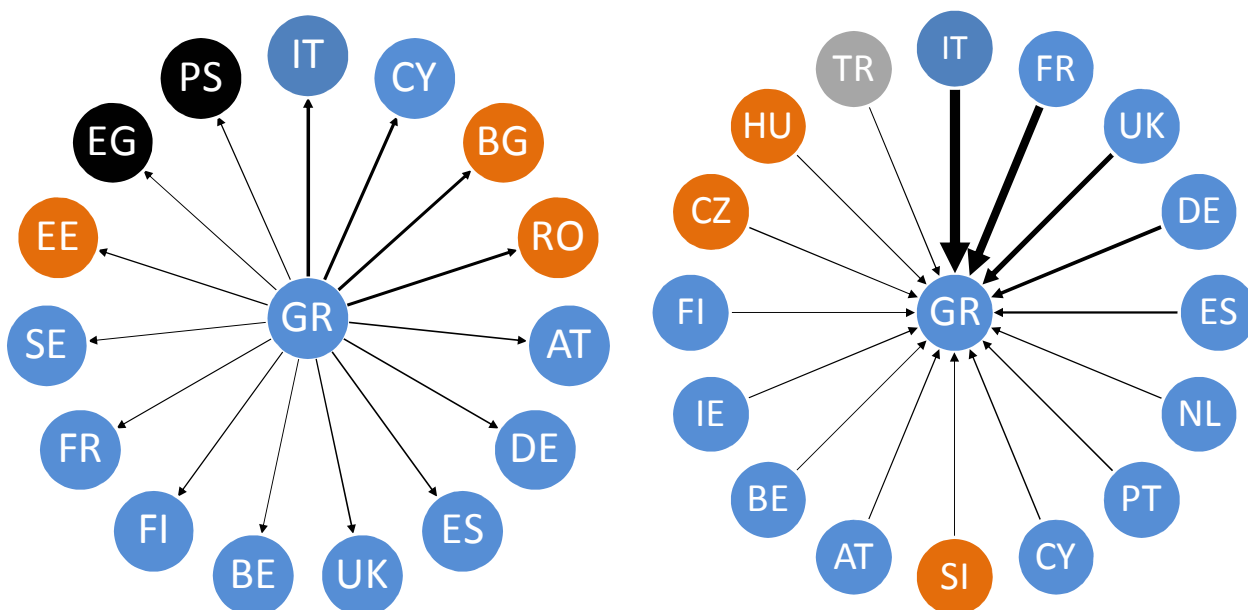 IT
CY
BG
RO
AT
DE
ES
UK
BE
FI
FR
SE
EE
EG
PS
GR
IT
FR
UK
DE
ES
NL
PT
CY
SI
AT
BE
IE
FI
CZ
HU
TR
GR